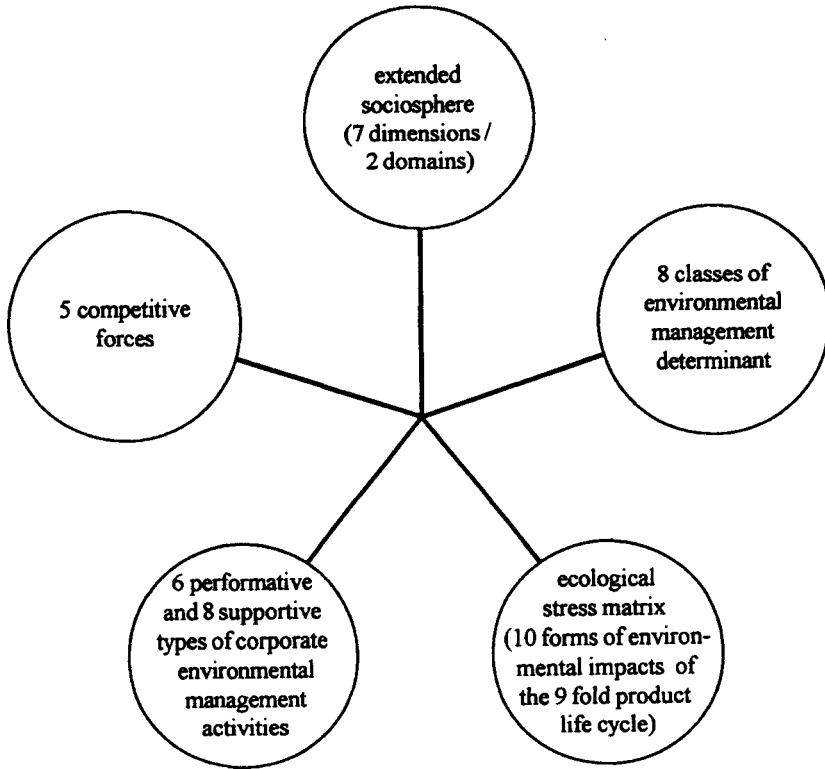 extended
sociosphere
(7 dimensions /
2 domains)
5 competitive
forces
8 classes of
environmental
management
determinant
6 performative
and 8 supportive
types of corporate
environmental
management
activities
ecological
stress matrix
(10 forms of environ-
mental impacts of
the 9 fold product
life cycle)